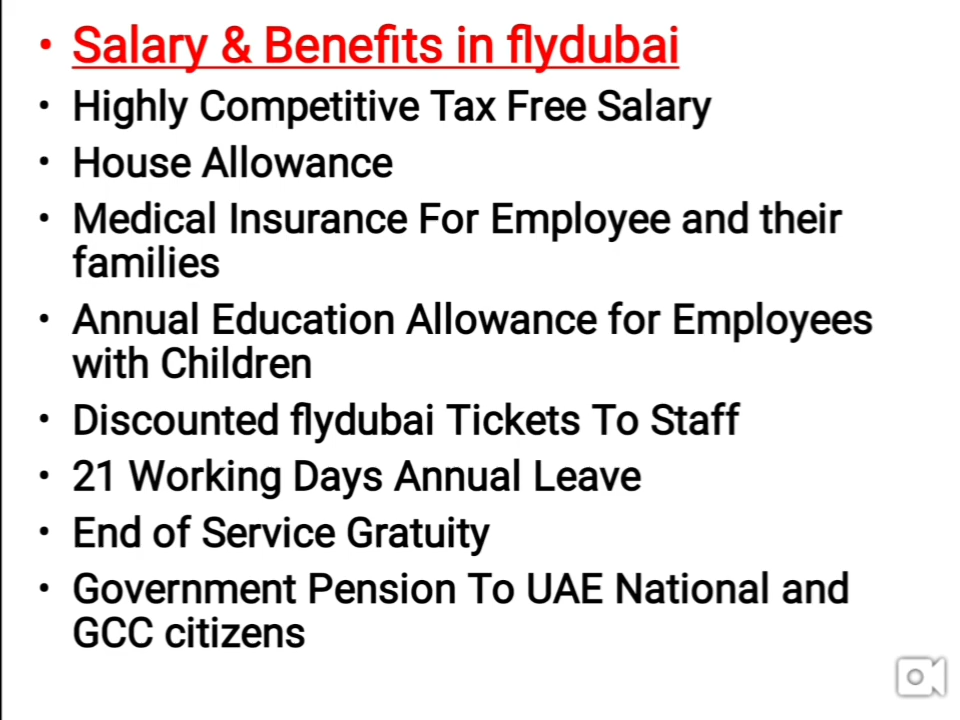 • Salary & Benefits in flydubai
• Highly Competitive Tax Free Salary
• House Allowance
• Medical Insurance For Employee and their
families
• Annual Education Allowance for Employees
with Children
• Discounted flydubai Tickets To Staff
• 21 Working Days Annual Leave
• End of Service Gratuity
• Government Pension To UAE National and
GCC citizens